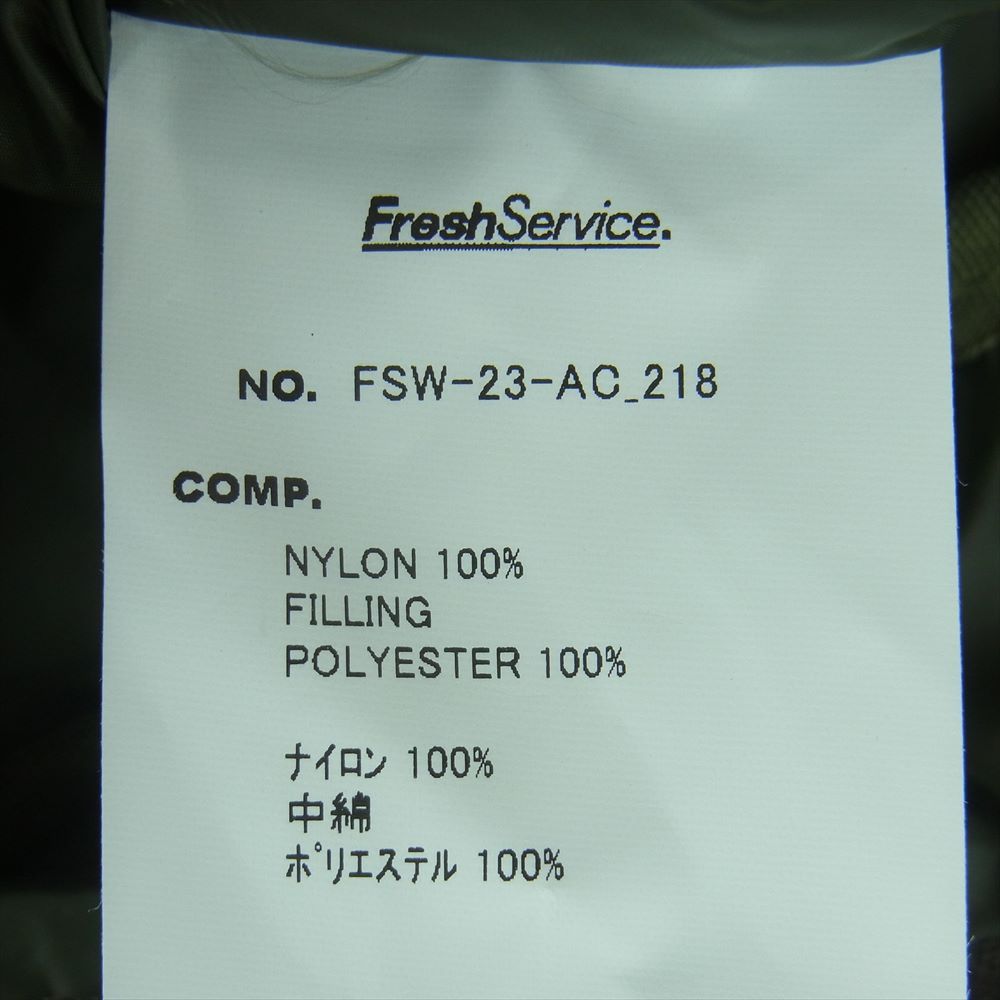 FreshService.
NO. FSW-23-AC_218
COMP.
NYLON 100%
FILLING
POLYESTER 100%
ナイロン 100%
中綿
ポリエステル 100%